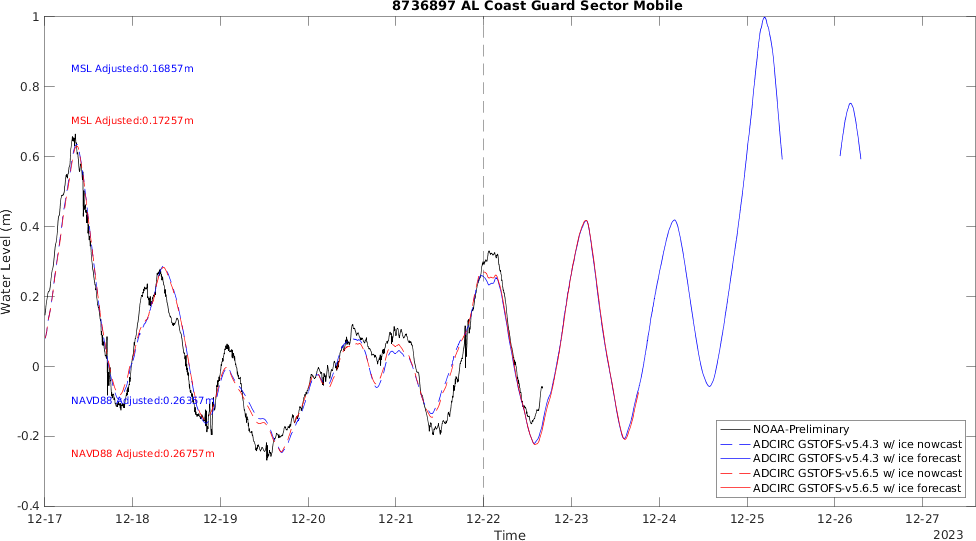 8736897 AL Coast Guard Sector Mobile
1
0.8
0.6
0.4
0.2
0
-0.2
-0.4
Water Level (m)
MSL Adjusted:0.16857m
MSL Adjusted:0.17257m
NAVD88 Adjusted:0.26357m
NAVD88 Adjusted:0.26757m
NOAA-Preliminary
ADCIRC GSTOFS-v5.4.3 w/ ice nowcast
ADCIRC GSTOFS-v5.4.3 w/ ice forecast
ADCIRC GSTOFS-v5.6.5 w/ ice nowcast
ADCIRC GSTOFS-v5.6.5 w/ ice forecast
12-17 12-18 12-19 12-20 12-21 12-22 12-23 12-24 12-25 12-26 12-27
Time
2023